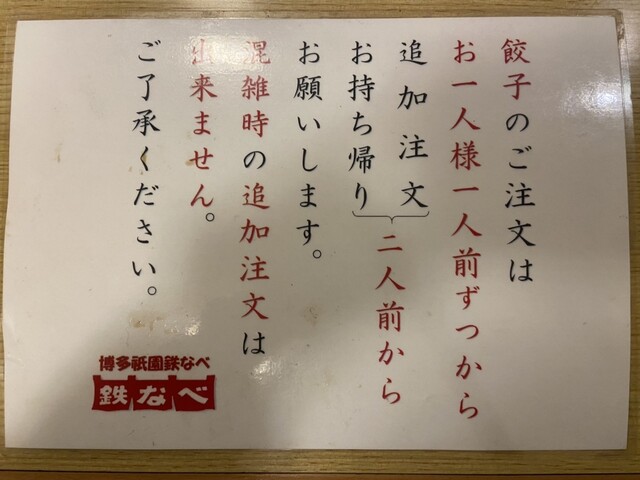 餃子のご注文は
お一人様一人前ずつから
追加注文
お持ち帰り
二人前から
お願いします。
混雑時の追加注文は
出来ません。
ご了承ください。
博多祇園鉄なべ
鉄なべ